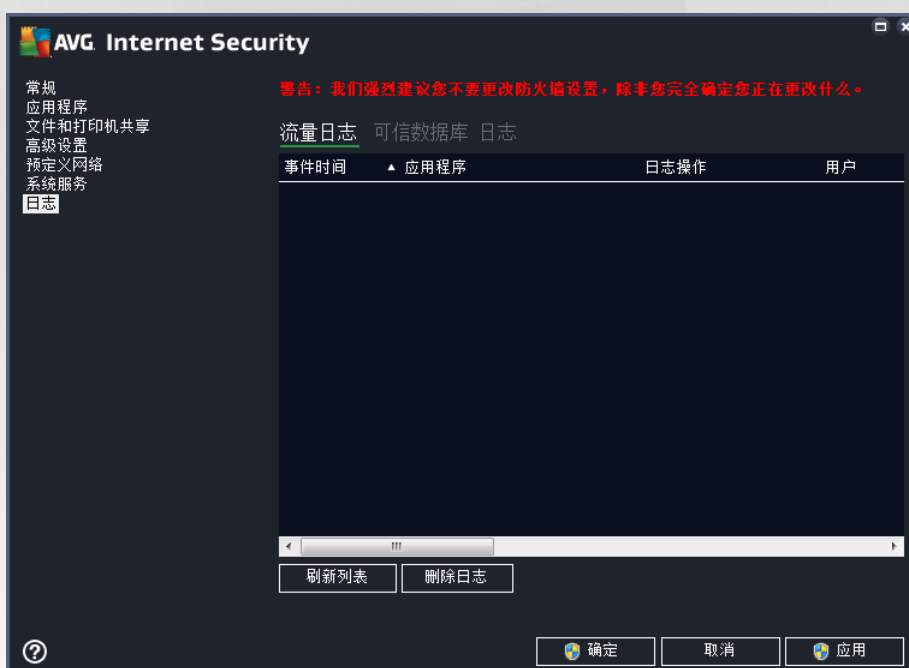 AVG. Internet Security
常规
应用程序
文件和打印机共享
高级设置
预定义网络
系统服务
日志
警告：我们强烈建议您不要更改防火墙设置，除非您完全确定您正在更改什么。
流量日志 可信数据库 日志
事件时间 ▲ 应用程序 日志操作 用户
刷新列表 删除日志
确定 取消 应用